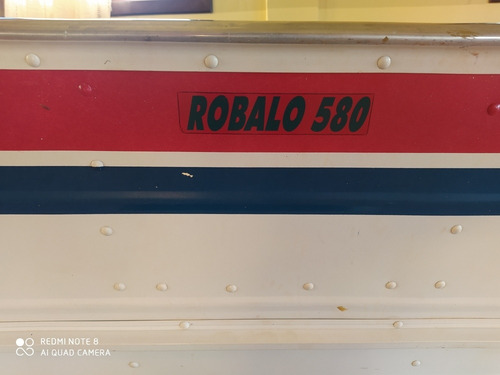 ROBALO 580
REDMI NOTE 8
AI QUAD CAMERA